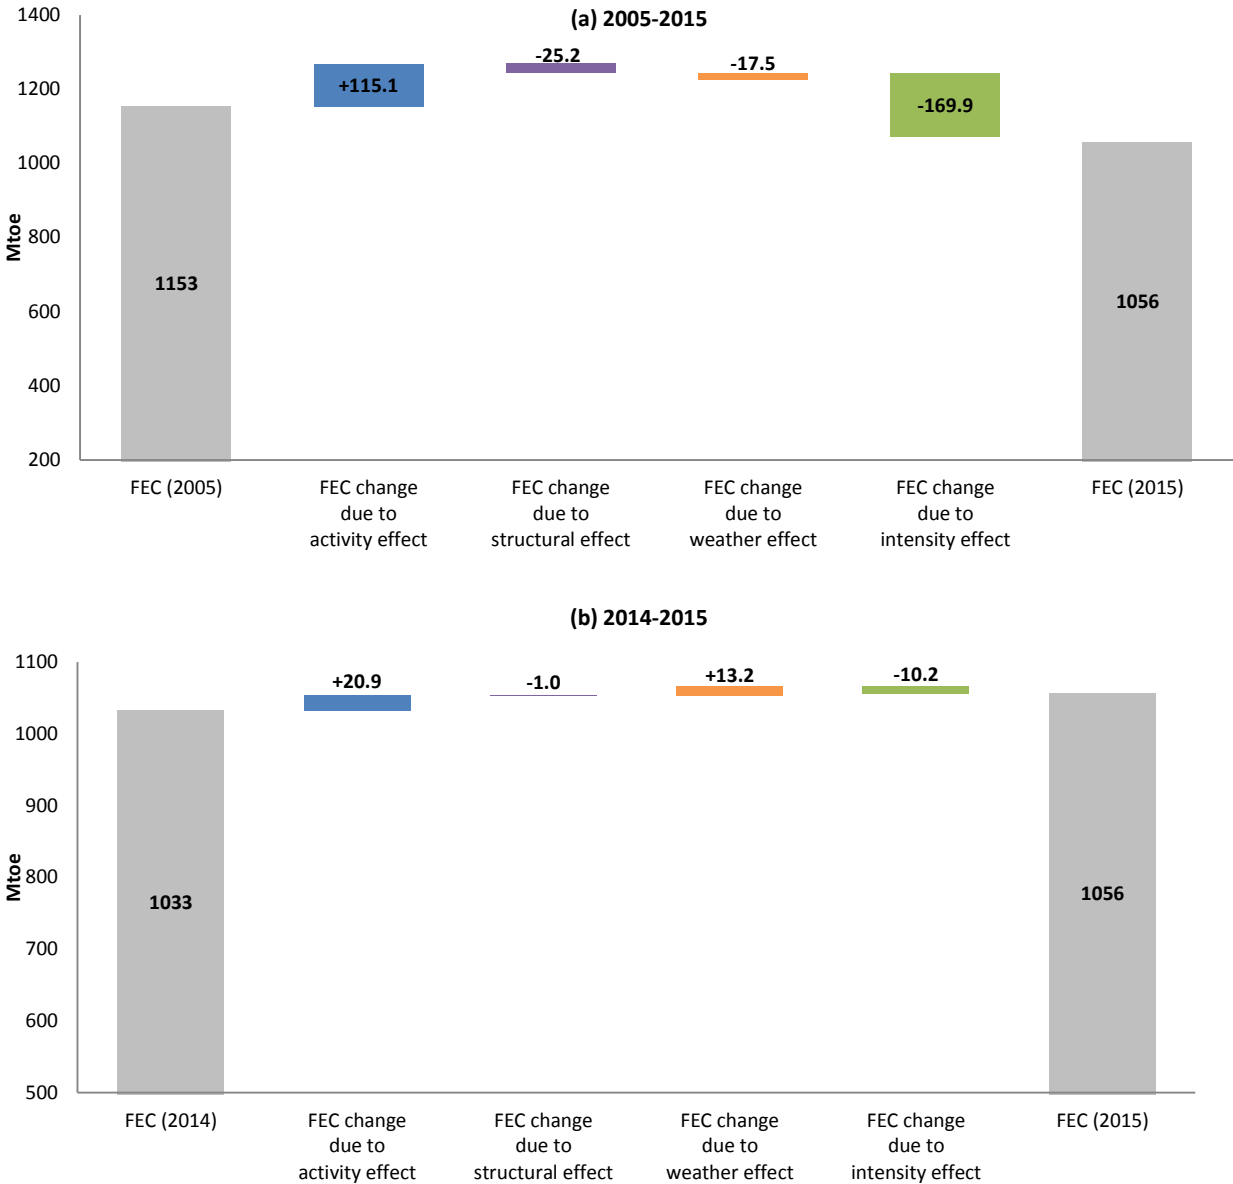 (a) 2005-2015
1400
1200
1000
800
600
400
200
Mtoe
1153
+115.1
-25.2
-17.5
-169.9
1056
FEC (2005)
FEC change
due to
activity effect
FEC change
due to
structural effect
FEC change
due to
weather effect
FEC change
due to
intensity effect
FEC (2015)
(b) 2014-2015
1100
1000
900
800
700
600
500
Mtoe
1033
+20.9
-1.0
+13.2
-10.2
1056
FEC (2014)
FEC change
due to
activity effect
FEC change
due to
structural effect
FEC change
due to
weather effect
FEC change
due to
intensity effect
FEC (2015)